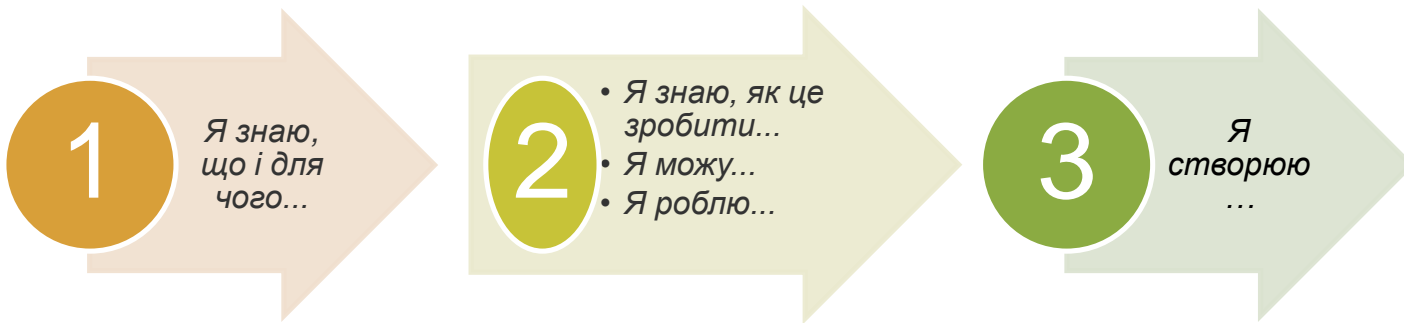 1
Я знаю,
що і для
чого...
2
• Я знаю, як це
зробити...
• Я можу...
• Я роблю...
3
Я
створюю
…